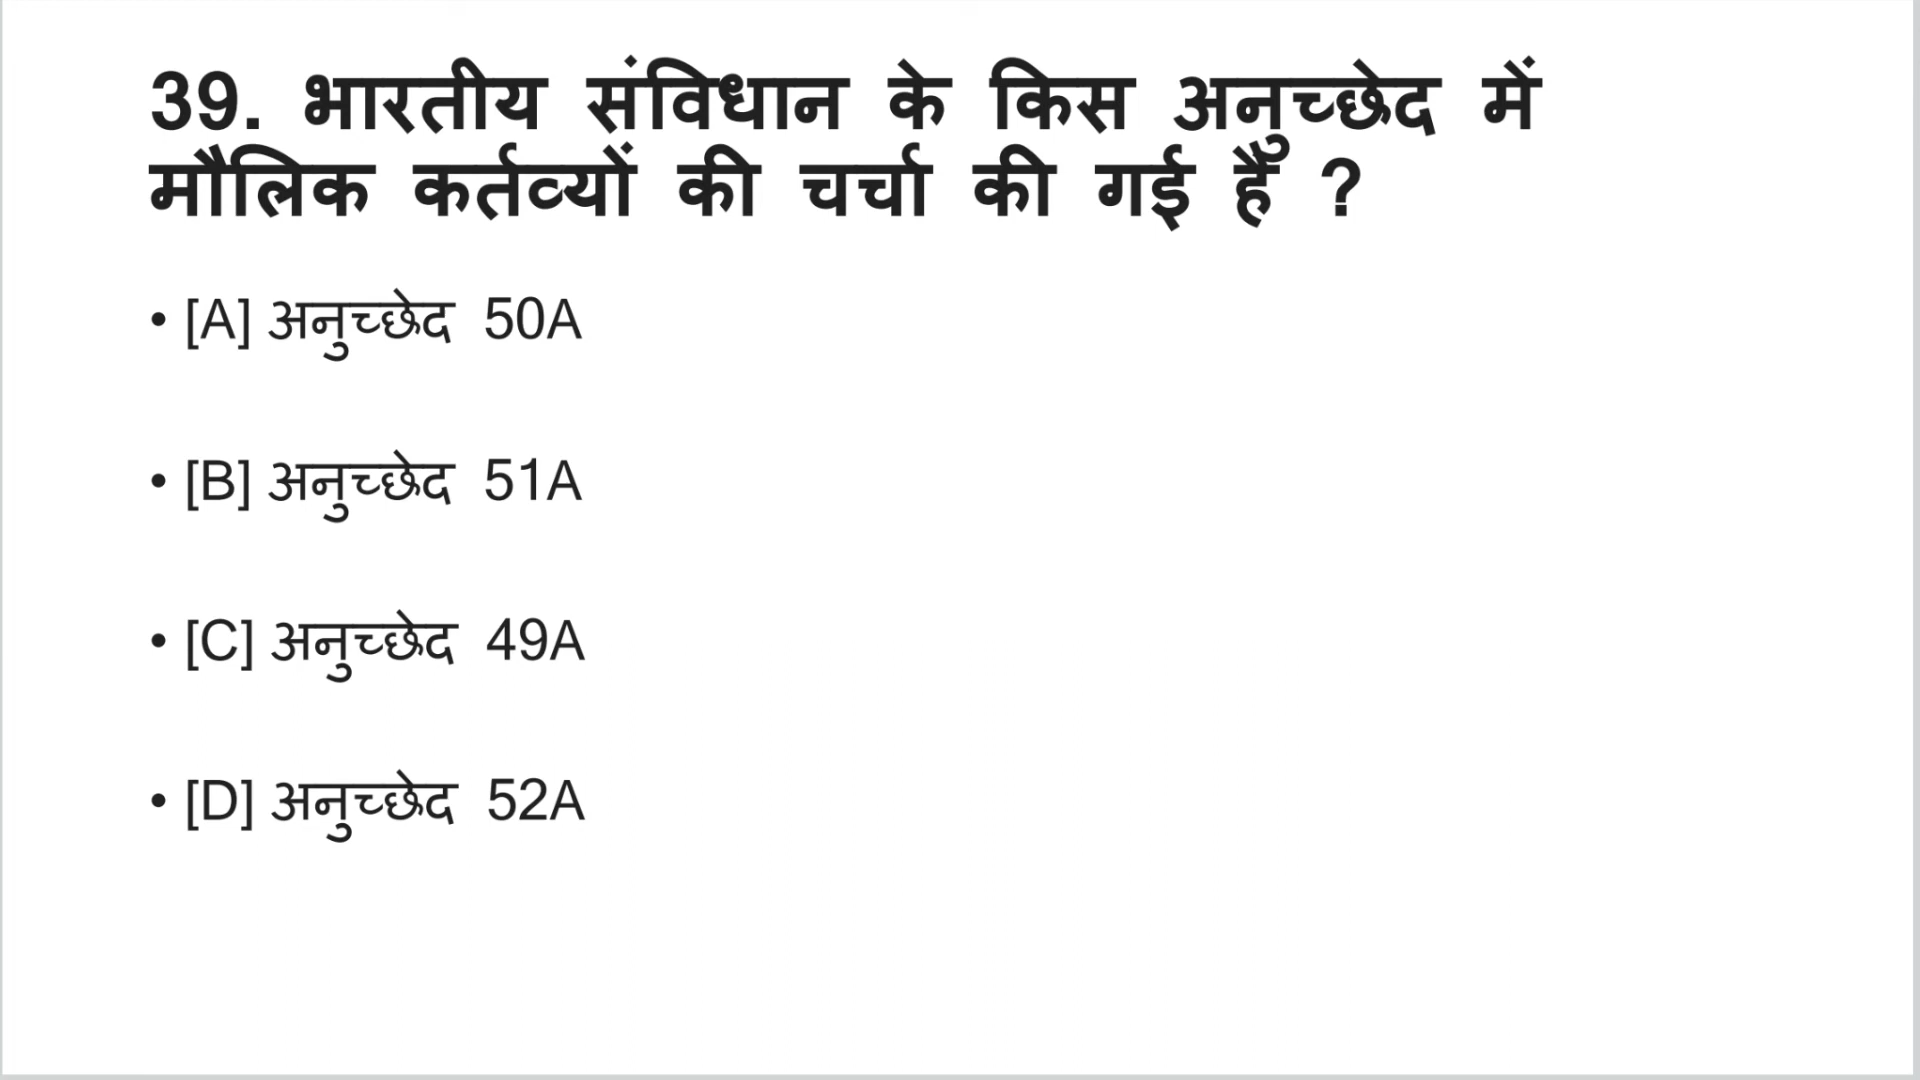 39. भारतीय संविधान के किस अनुच्छेद में
मौलिक कर्तव्यों की चर्चा की गई हैं ?
• [A] अनुच्छेद 50A
• [B] अनुच्छेद 51A
• [C] अनुच्छेद 49A
• [D] अनुच्छेद 52A